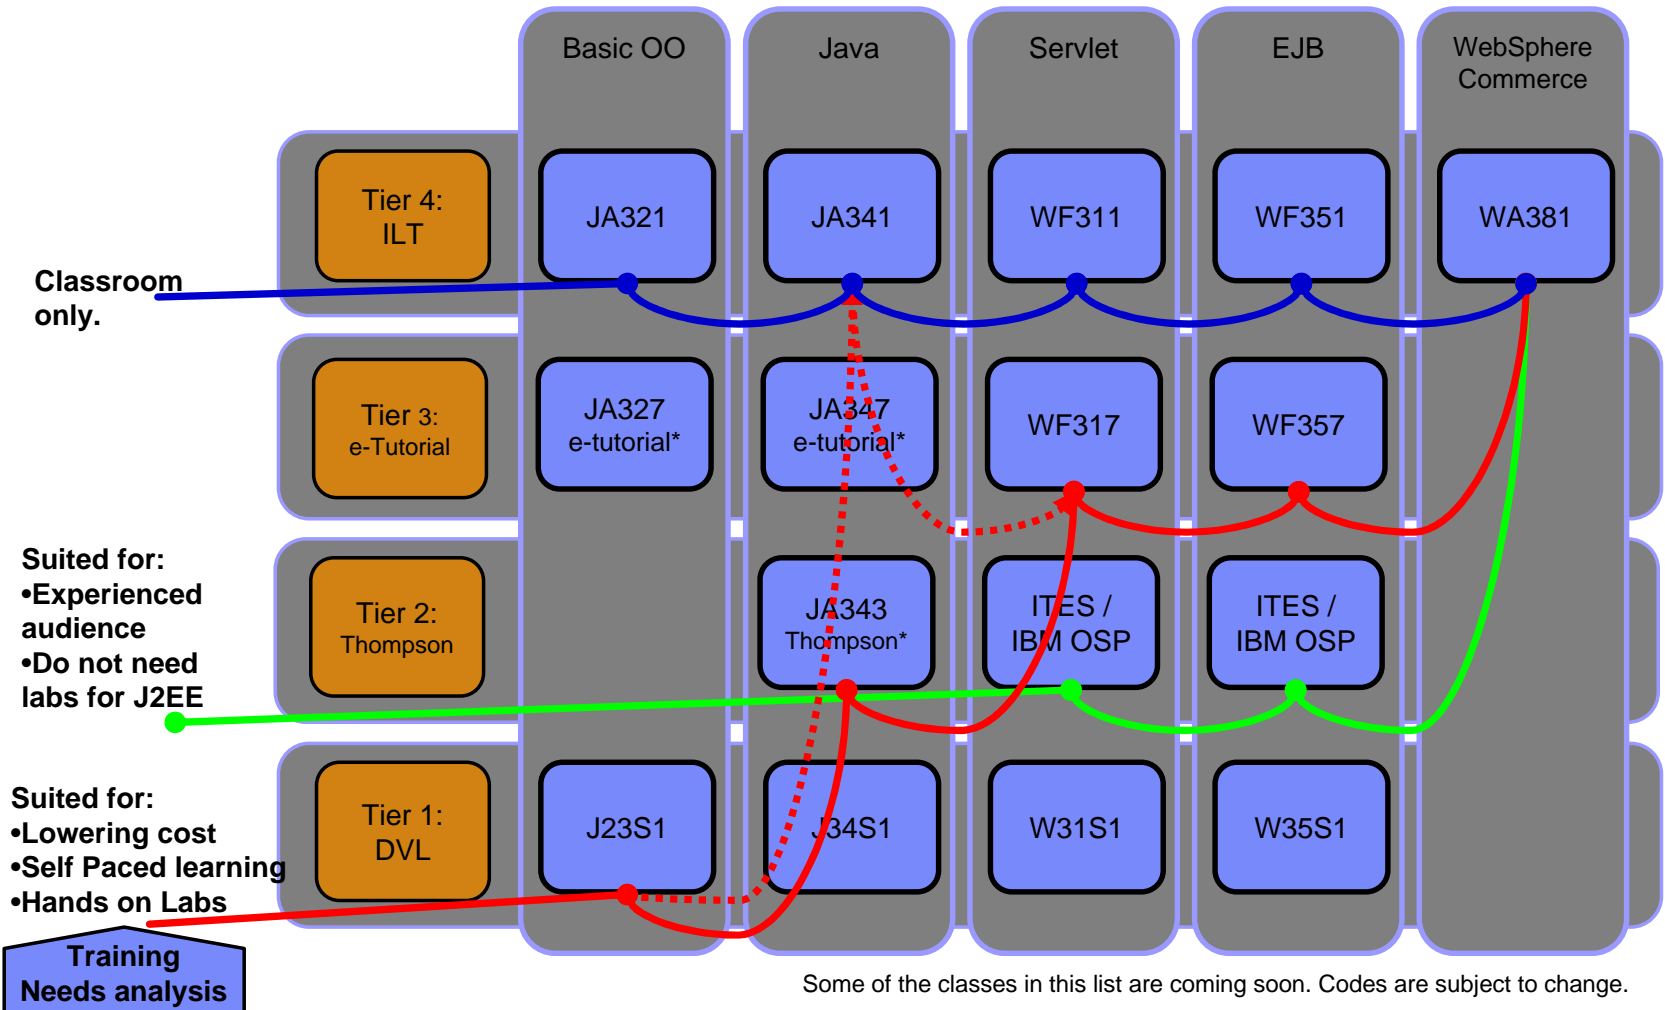 Basic OO
Java
Servlet
EJB
WebSphere
Commerce
Tier 4:
ILT
JA321
JA341
WF311
WF351
WA381
Classroom
only.
Tier 3:
e-Tutorial
JA327
e-tutorial*
JA347
e-tutorial*
WF317
WF357
Suited for:
•Experienced
audience
•Do not need
labs for J2EE
Tier 2:
Thompson
JA343
Thompson*
ITES /
IBM OSP
ITES /
IBM OSP
Suited for:
•Lowering cost
•Self Paced learning
•Hands on Labs
Tier 1:
DVL
J23S1
J34S1
W31S1
W35S1
Training
Needs analysis
Some of the classes in this list are coming soon. Codes are subject to change.